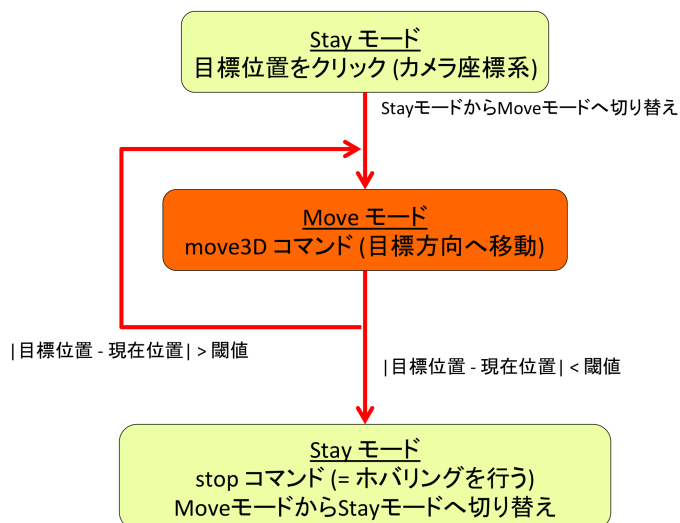 Stay モード
目標位置をクリック (カメラ座標系)
StayモードからMoveモードへ切り替え
Move モード
move3D コマンド (目標方向へ移動)
|目標位置 - 現在位置| > 閾値
|目標位置 - 現在位置| < 閾値
Stay モード
stop コマンド (= ホバリングを行う)
MoveモードからStayモードへ切り替え